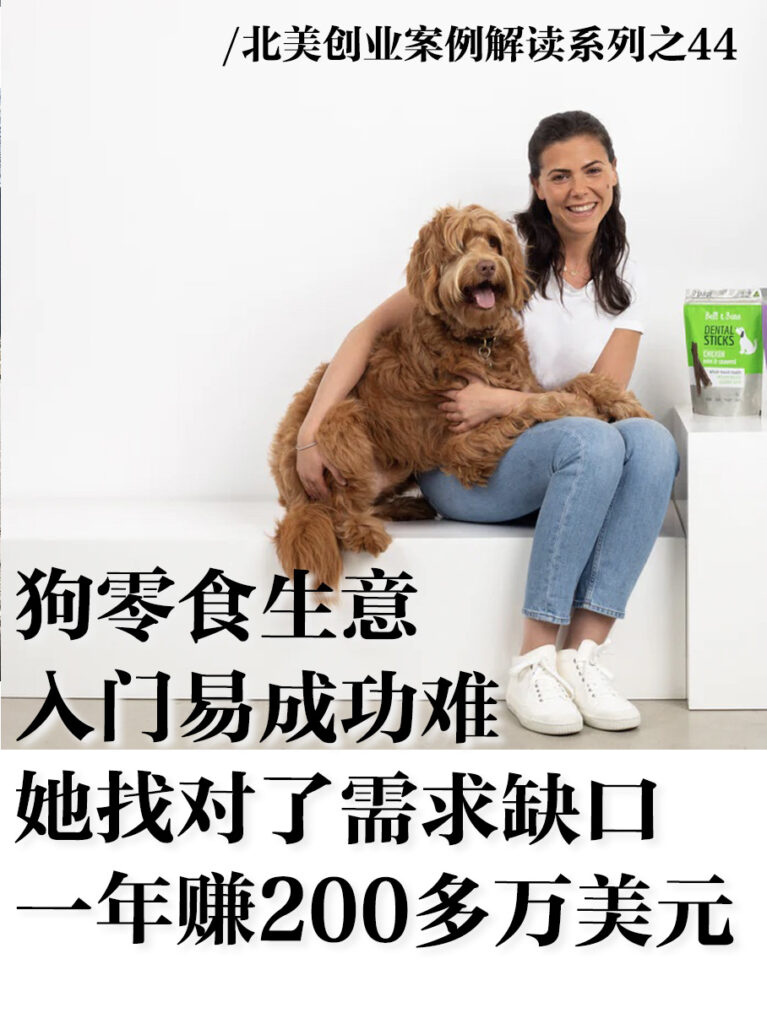 /北美创业案例解读系列之44
Bell & Bone
DENTAL
STICKS
CHICKEN
狗零食生意
入门易成功难
她找对了需求缺口
一年赚200多万美元